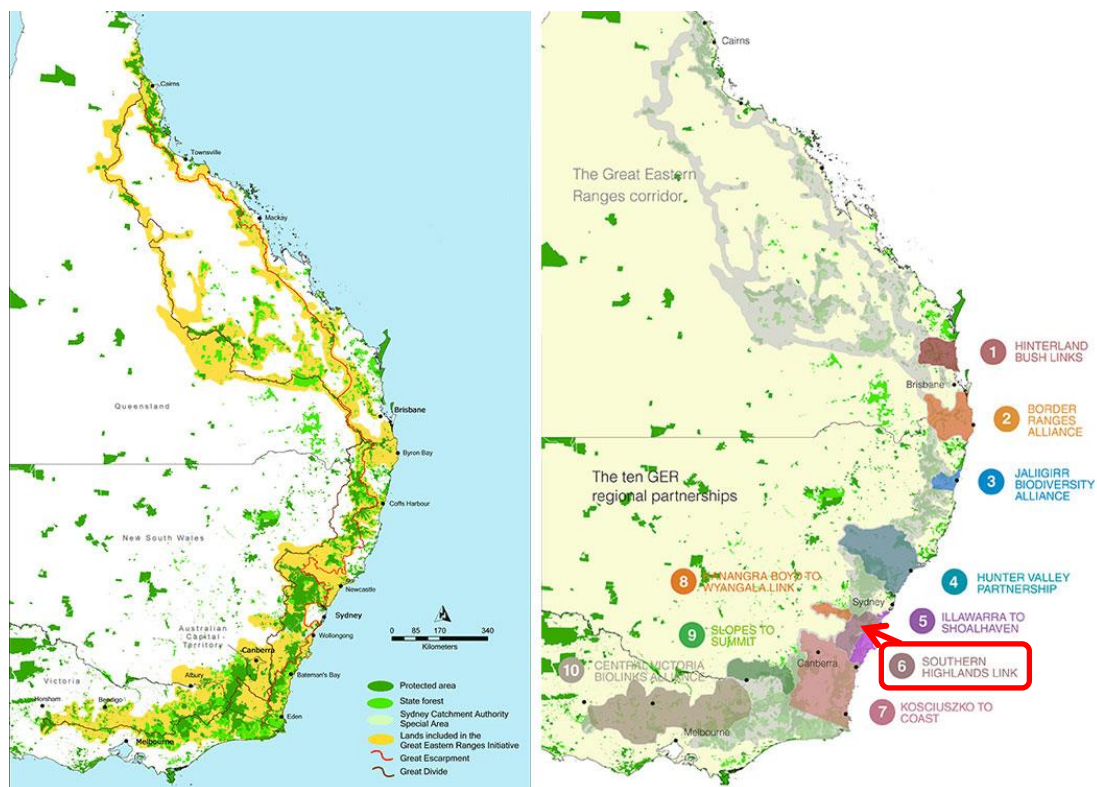 Cairns
Townsville
Mackay
Queensland
Brisbane
Byron Bay
Coffs Harbour
New South Wales
Newcastle
Sydney
Wollongong
Australian
Capital
Territory
Canberra
Bateman's Bay
Victoria
Albury
Horsham
Bendigo
Eden
Melbourne
0 85 170 340
Kilometers
Protected area
State forest
Sydney Catchment Authority
Special Area
Lands included in the
Great Eastern Ranges Initiative
Great Escarpment
Great Divide
Cairns
The Great Eastern
Ranges corridor
1 HINTERLAND
BUSH LINKS
Brisbane
2 BORDER
RANGES
ALLIANCE
The ten GER
regional partnerships
3 JALIIGIRR
BIODIVERSITY
ALLIANCE
8 KANANGRA BOYD TO
WYANGALA LINK
4 HUNTER VALLEY
PARTNERSHIP
Sydney
5 ILLAWARRA TO
SHOALHAVEN
9 SLOPES TO
SUMMIT
Canberra
6 SOUTHERN
HIGHLANDS LINK
10 CENTRAL VICTORIA
BIOLINKS ALLIANCE
7 KOSCIUSZKO TO
COAST
Melbourne